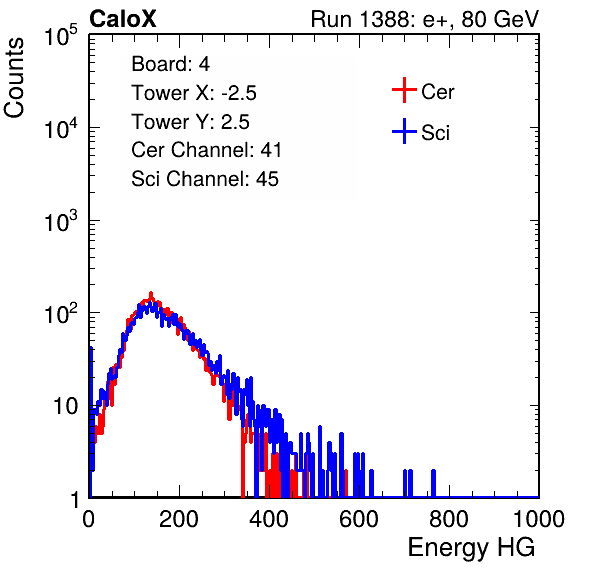 CaloX Run 1388: e+, 80 GeV
Counts
10^5
10^4
10^3
10^2
10
1
Board: 4
Tower X: -2.5
Tower Y: 2.5
Cer Channel: 41
Sci Channel: 45
Cer
Sci
0 200 400 600 800 1000
Energy HG